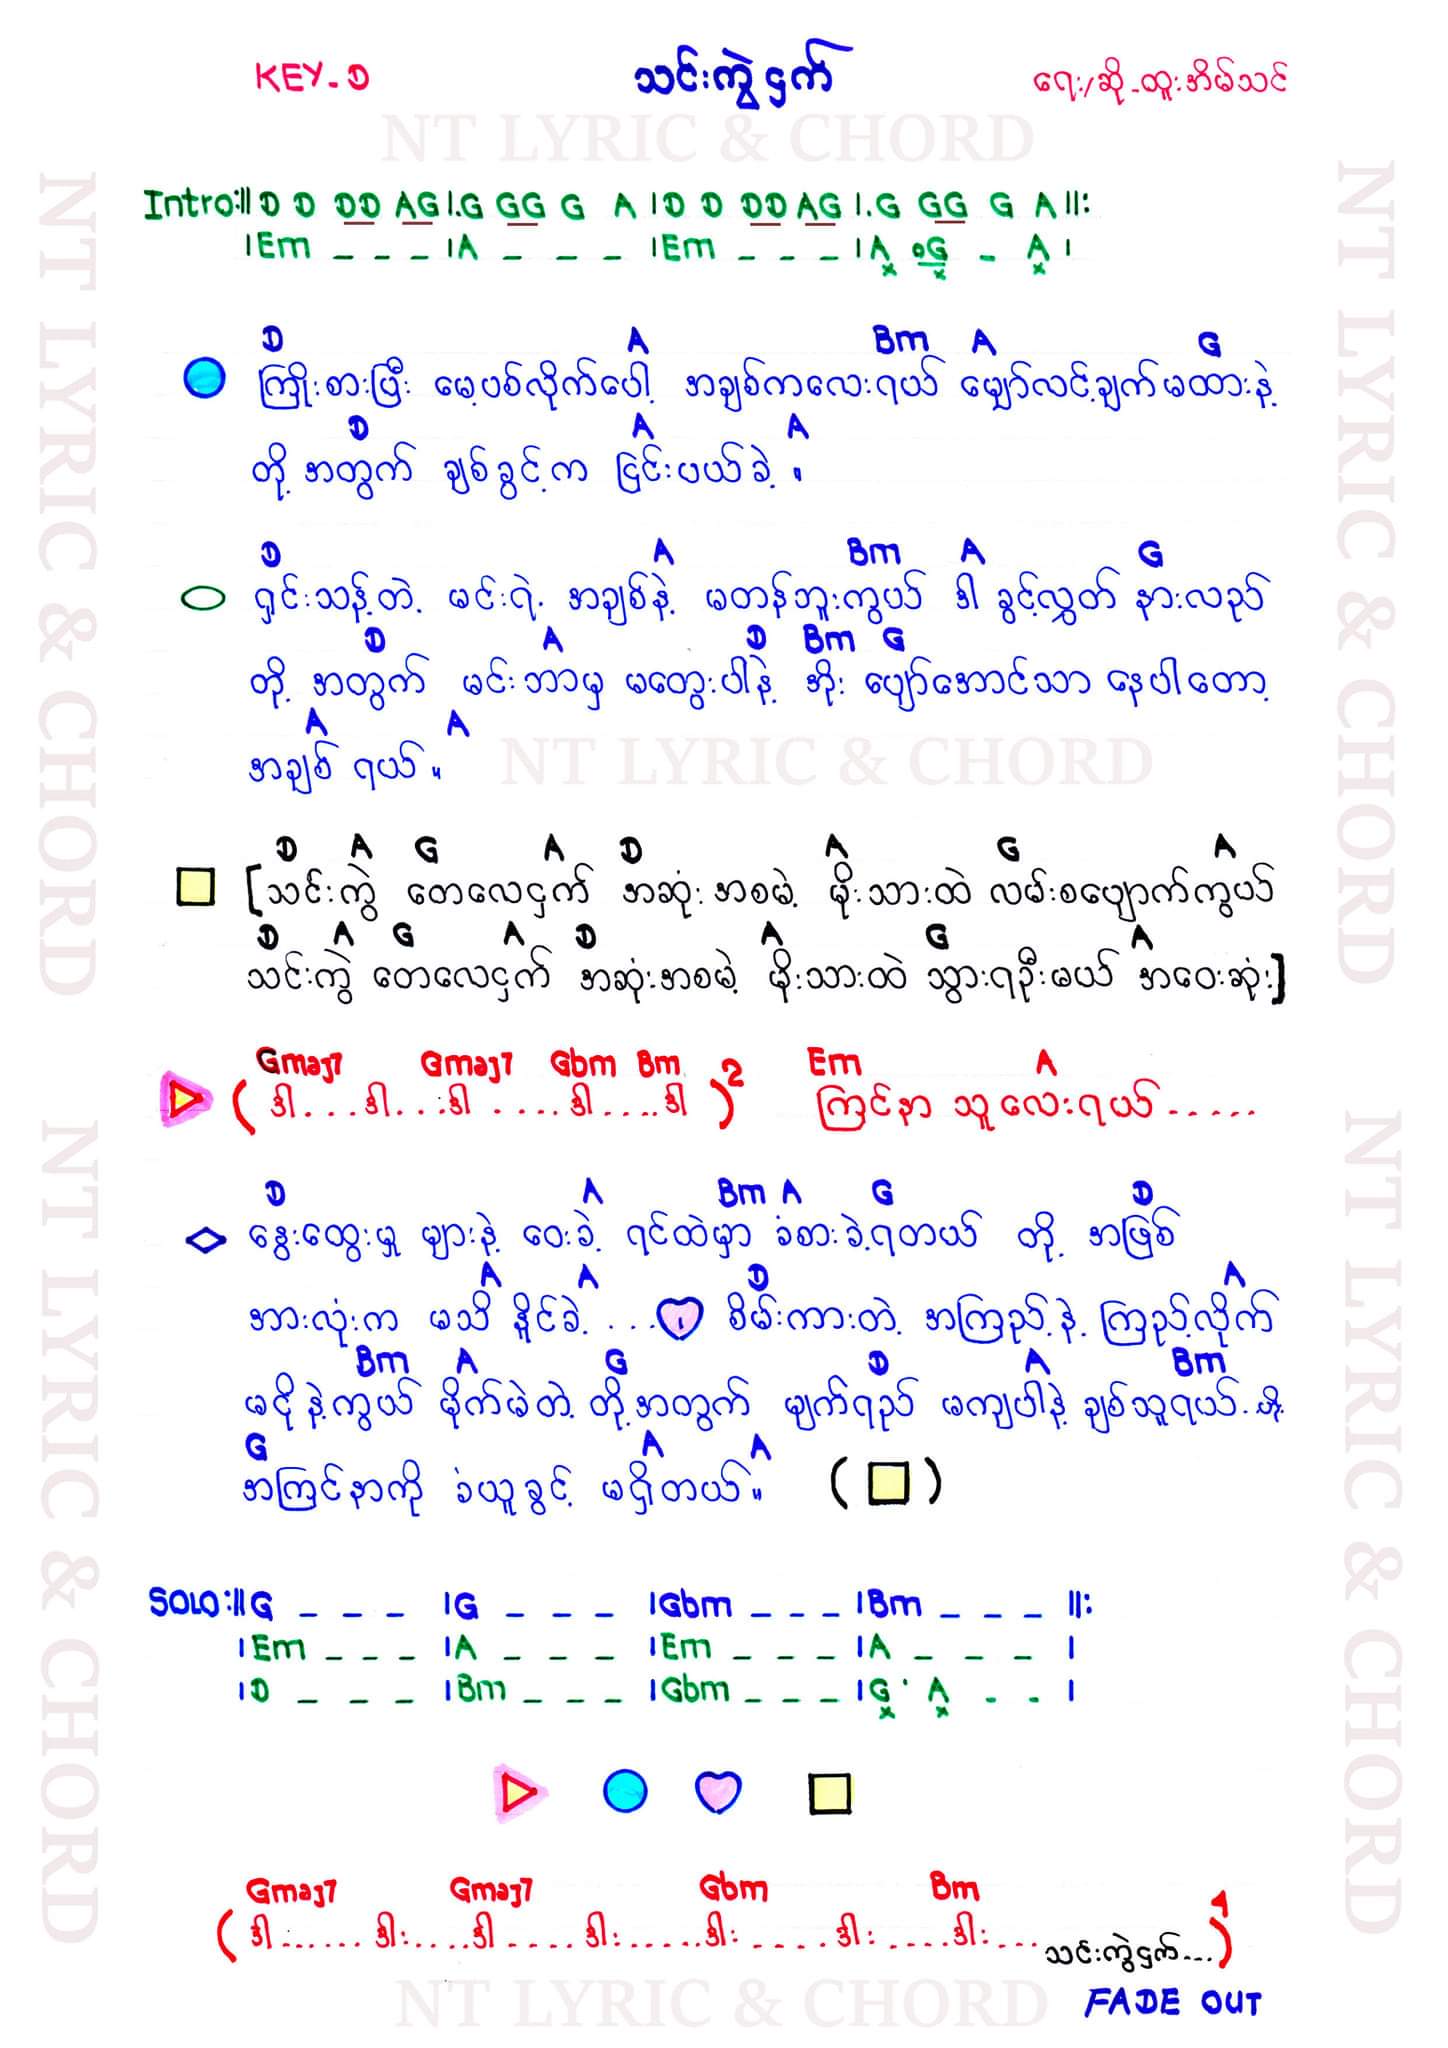 KEY-D သင်းကွဲငှက် ရေး/ဆို-ထူးအိမ်သင်
NT LYRIC & CHORD
Intro:|| D D DD AG |.G GG G A |D D DD AG |.G GG G A ||:
|Em _ _ _ |A _ _ _ |Em _ _ _ |A G _ A |
D A Bm A G
ကြိုးစားပြီး မေ့ပစ်လိုက်ပေါ့ အချစ်ကလေးရယ် မျှော်လင့်ချက်မထားနဲ့
D A A
တို့အတွက် ချစ်ခွင့်က ငြင်းပယ်ခဲ့ ။
D A Bm A G
ရှင်းသန့်တဲ့ မင်းရဲ့ အချစ်နဲ့ မတန်ဘူးကွယ် ဒါ ခွင့်လွှတ် နားလည်
D A D Bm G
တို့ အတွက် မင်းဘာမှ မတွေးပါနဲ့ အိုး ပျော်အောင်သာ နေပါတော့
A A
အချစ် ရယ် ။
NT LYRIC & CHORD
D A G A D A G A
[သင်းကွဲ တေလေငှက် အဆုံးအစမဲ့ မိုးသားထဲ လမ်းစပျောက်ကွယ်
D A G A D A G A
သင်းကွဲ တေလေငှက် အဆုံးအစမဲ့ မိုးသားထဲ သွားရဦးမယ် အဝေးဆုံး]
Gmaj7 Gmaj7 Gbm Bm Em A
( ဒါ...ဒါ...ဒါ ....ဒါ....ဒါ )2 ကြင်နာ သူလေးရယ်......
D A Bm A G D
နွေးထွေးမှု များနဲ့ ဝေးခဲ့ ရင်ထဲမှာ ခံစားခဲ့ရတယ် တို့ အဖြစ်
A A D A
အားလုံးက မသိ နိုင်ခဲ့ ... စိမ်းကားတဲ့ အကြည့်နဲ့ ကြည့်လိုက်
Bm A G D A Bm
မငိုနဲ့ကွယ် မိုက်မဲတဲ့ တို့အတွက် မျက်ရည် မကျပါနဲ့ ချစ်သူရယ်.
G A A
အကြင်နာကို ခံယူခွင့် မရှိတယ်။ ( )
SOLO:|| G _ _ _ |G _ _ _ |Gbm _ _ _ |Bm _ _ _ ||:
|Em _ _ _ |A _ _ _ |Em _ _ _ |A _ _ _ |
|D _ _ _ |Bm _ _ _ |Gbm _ _ _ |G . A _ _ |
Gmaj7 Gmaj7 Gbm Bm
( ဒါ...... ဒါ:....ဒါ .... ဒါ:.....ဒါ: ....ဒါ: ....ဒါ:... သင်းကွဲငှက်...)4
NT LYRIC & CHORD
FADE OUT
NT LYRIC & CHORD
NT LYRIC & CHORD
NT LYRIC & CHORD
NT LYRIC & CHORD